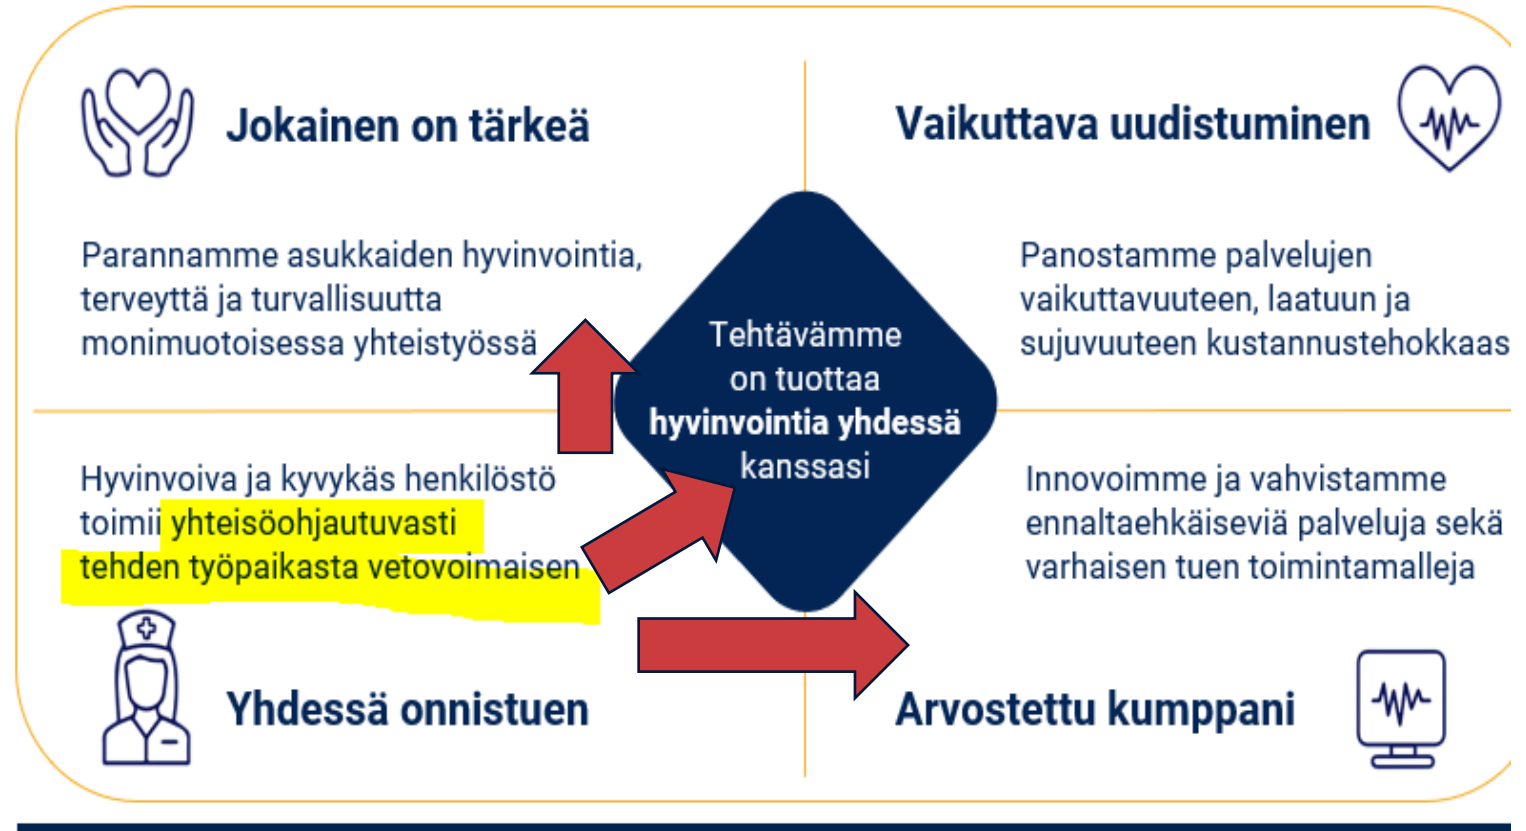 Jokainen on tärkeä
Parannamme asukkaiden hyvinvointia,
terveyttä ja turvallisuutta
monimuotoisessa yhteistyössä
Vaikuttava uudistuminen
Panostamme palvelujen
vaikuttavuuteen, laatuun ja
sujuvuuteen kustannustehokkaas
Tehtävämme
on tuottaa
hyvinvointia yhdessä
kanssasi
Hyvinvoiva ja kyvykäs henkilöstö
toimii yhteisöohjautuvasti
tehden työpaikasta vetovoimaisen
Yhdessä onnistuen
Innovoimme ja vahvistamme
ennaltaehkäiseviä palveluja sekä
varhaisen tuen toimintamalleja
Arvostettu kumppani